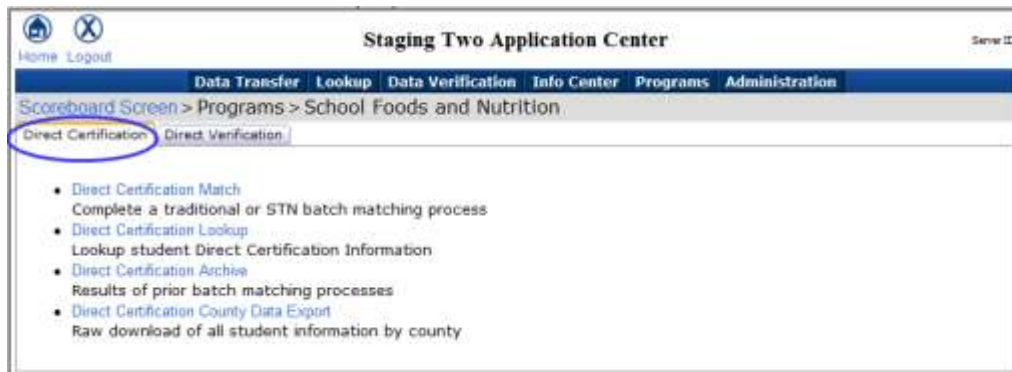 Staging Two Application Center
Server ID
Home Logout
Data Transfer Lookup Data Verification Info Center Programs Administration
Scoreboard Screen > Programs > School Foods and Nutrition
Direct Certification Direct Verification
• Direct Certification Match
Complete a traditional or STN batch matching process
• Direct Certification Lookup
Lookup student Direct Certification Information
• Direct Certification Archive
Results of prior batch matching processes
• Direct Certification County Data Export
Raw download of all student information by county